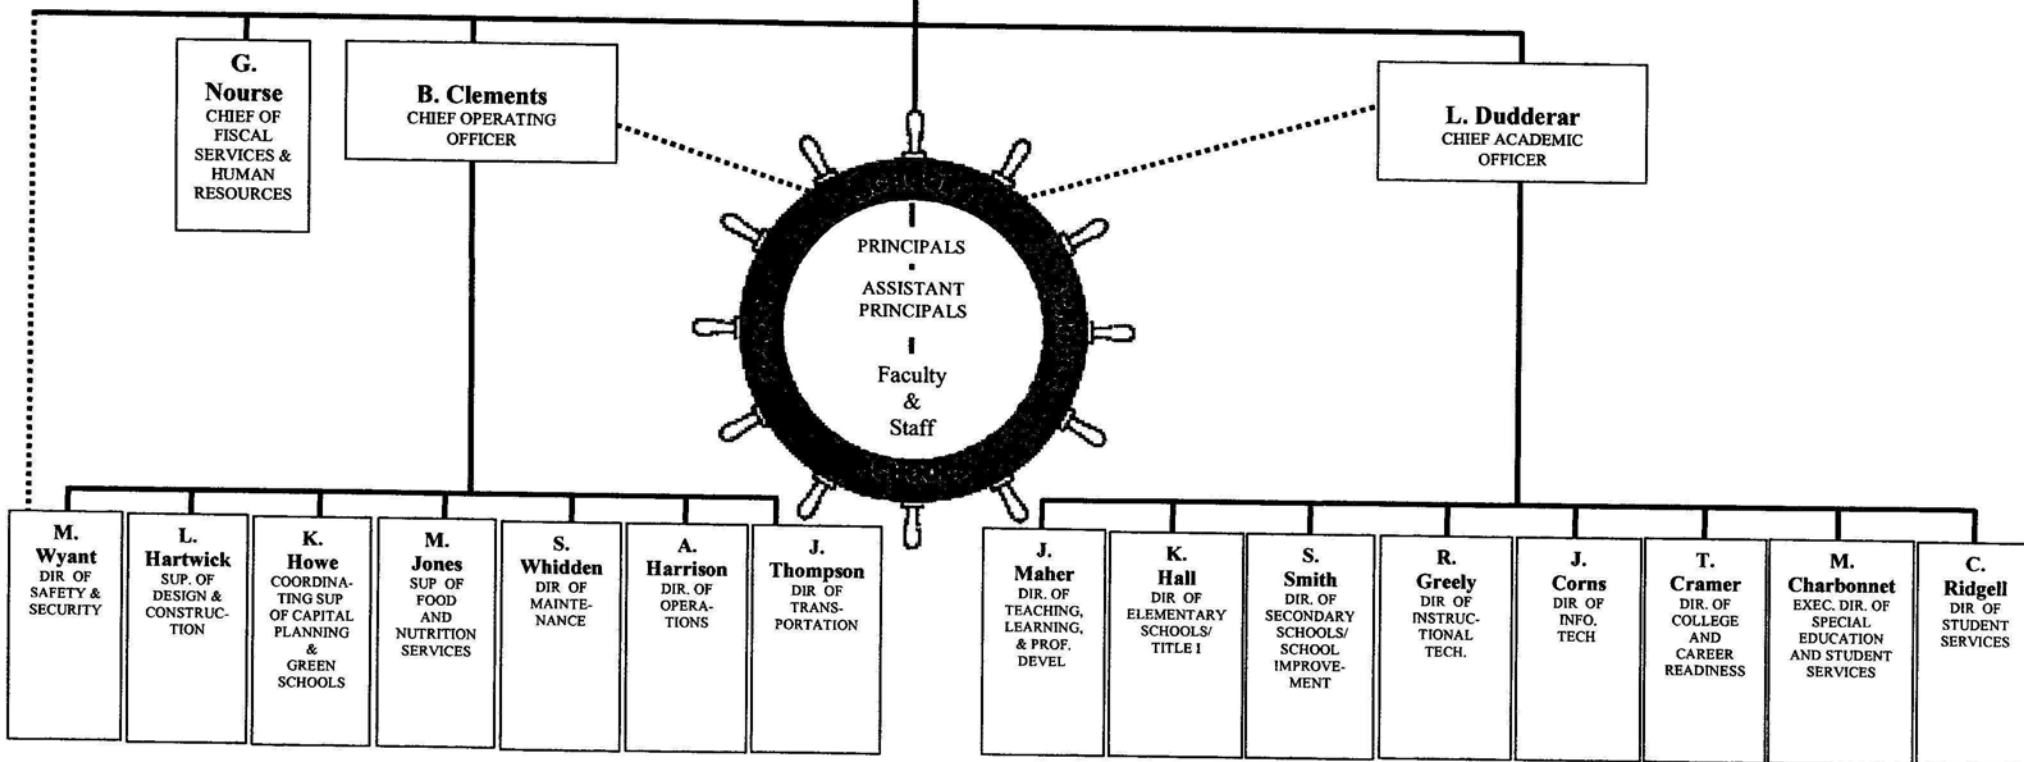 G.
Nourse
CHIEF OF
FISCAL
SERVICES &
HUMAN
RESOURCES
B. Clements
CHIEF OPERATING
OFFICER
L. Dudderar
CHIEF ACADEMIC
OFFICER
PRINCIPALS
ASSISTANT
PRINCIPALS
Faculty
&
Staff
M.
Wyant
DIR OF
SAFETY &
SECURITY
L.
Hartwick
SUP. OF
DESIGN &
CONSTRUC-
TION
K.
Howe
COORDINA-
TING SUP
OF CAPITAL
PLANNING
&
GREEN
SCHOOLS
M.
Jones
SUP OF
FOOD
AND
NUTRITION
SERVICES
S.
Whidden
DIR OF
MAINTE-
NANCE
A.
Harrison
DIR. OF
OPERA-
TIONS
J.
Thompson
DIR OF
TRANS-
PORTATION
J.
Maher
DIR. OF
TEACHING,
LEARNING,
& PROF.
DEVEL
K.
Hall
DIR OF
ELEMENTARY
SCHOOLS/
TITLE I
S.
Smith
DIR. OF
SECONDARY
SCHOOLS/
SCHOOL
IMPROVE-
MENT
R.
Greely
DIR OF
INSTRUC-
TIONAL
TECH.
J.
Corns
DIR OF
INFO.
TECH
T.
Cramer
DIR. OF
COLLEGE
AND
CAREER
READINESS
M.
Charbonnet
EXEC. DIR. OF
SPECIAL
EDUCATION
AND STUDENT
SERVICES
C.
Ridgell
DIR OF
STUDENT
SERVICES